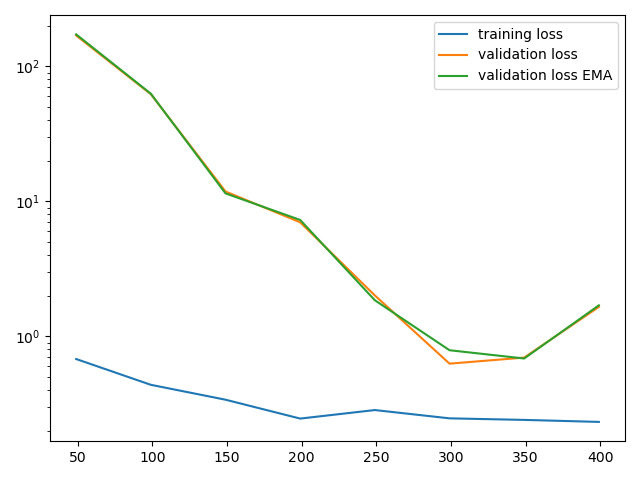 training loss
validation loss
validation loss EMA
10²
10¹
10⁰
50 100 150 200 250 300 350 400